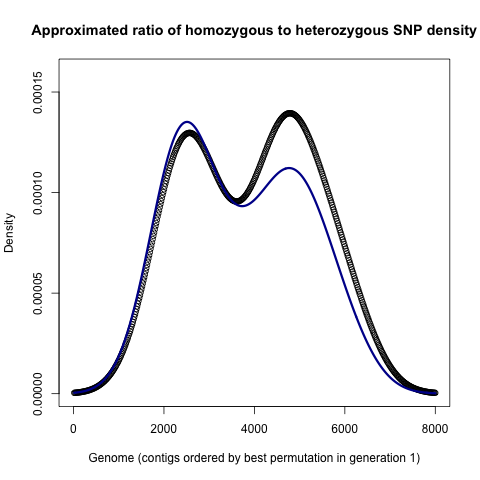 Approximated ratio of homozygous to heterozygous SNP density
0.00015
0.00010
0.00005
0.00000
Density
0 2000 4000 6000 8000
Genome (contigs ordered by best permutation in generation 1)